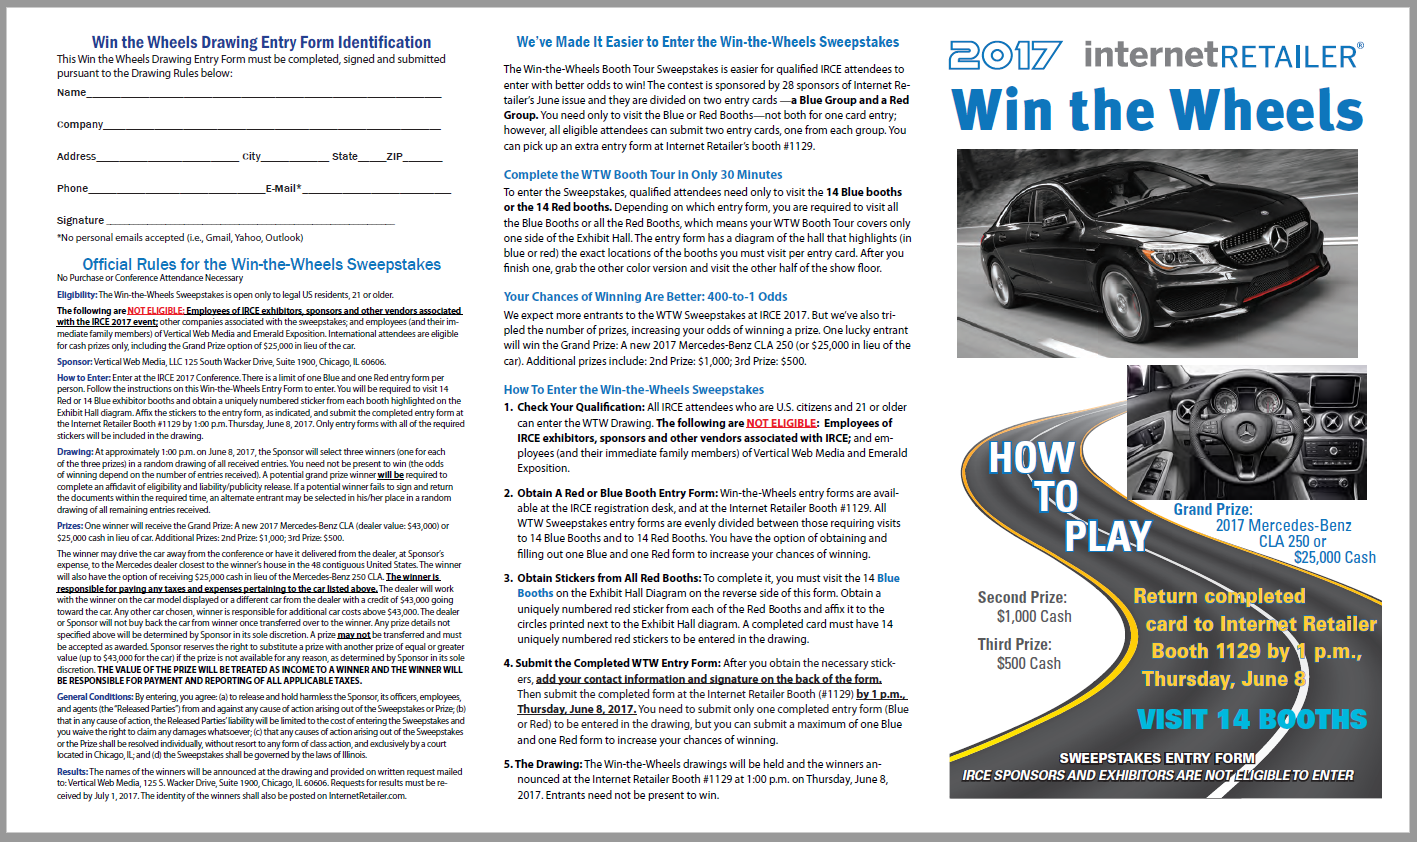 Win the Wheels Drawing Entry Form Identification
This Win the Wheels Drawing Entry Form must be completed, signed and submitted
pursuant to the Drawing Rules below:
Name
Company
Address City State ZIP
Phone E-Mail*
Signature
*No personal emails accepted (i.e., Gmail, Yahoo, Outlook)
Official Rules for the Win-the-Wheels Sweepstakes
No Purchase or Conference Attendance Necessary
Eligibility: The Win-the-Wheels Sweepstakes is open only to legal US residents, 21 or older.
The following are NOT ELIGIBLE: Employees of IRCE exhibitors, sponsors and other vendors associated
with the IRCE 2017 event; other companies associated with the sweepstakes; and employees (and their im-
mediate family members) of Vertical Web Media and Emerald Exposition. International attendees are eligible
for cash prizes only, including the Grand Prize option of $25,000 in lieu of the car.
Sponsor: Vertical Web Media, LLC 125 South Wacker Drive, Suite 1900, Chicago, IL 60606.
How to Enter: Enter at the IRCE 2017 Conference. There is a limit of one Blue and one Red entry form per
person. Follow the instructions on this Win-the-Wheels Entry Form to enter. You will be required to visit 14
Red or 14 Blue exhibitor booths and obtain a uniquely numbered sticker from each booth highlighted on the
Exhibit Hall diagram. Affix the stickers to the entry form, as indicated, and submit the completed entry form at
the Internet Retailer Booth #1129 by 1:00 p.m. Thursday, June 8, 2017. Only entry forms with all of the required
stickers will be included in the drawing.
Drawing: At approximately 1:00 p.m. on June 8, 2017, the Sponsor will select three winners (one for each
of the three prizes) in a random drawing of all received entries. You need not be present to win (the odds
of winning depend on the number of entries received). A potential grand prize winner will be required to
complete an affidavit of eligibility and liability/publicity release. If a potential winner fails to sign and return
the documents within the required time, an alternate entrant may be selected in his/her place in a random
drawing of all remaining entries received.
Prizes: One winner will receive the Grand Prize: A new 2017 Mercedes-Benz CLA (dealer value: $43,000) or
$25,000 cash in lieu of car. Additional Prizes: 2nd Prize: $1,000; 3rd Prize: $500.
The winner may drive the car away from the conference or have it delivered from the dealer, at Sponsor's
expense, to the Mercedes dealer closest to the winner's house in the 48 contiguous United States. The winner
will also have the option of receiving $25,000 cash in lieu of the Mercedes-Benz 250 CLA. The winner is
responsible for paying any taxes and expenses pertaining to the car listed above. The dealer will work
with the winner on the car model displayed or a different car from the dealer with a credit of $43,000 going
toward the car. Any other car chosen, winner is responsible for additional car costs above $43,000. The dealer
or Sponsor will not buy back the car from winner once transferred over to the winner. Any prize details not
specified above will be determined by Sponsor in its sole discretion. A prize may not be transferred and must
be accepted as awarded. Sponsor reserves the right to substitute a prize with another prize of equal or greater
value (up to $43,000 for the car) if the prize is not available for any reason, as determined by Sponsor in its sole
discretion. THE VALUE OF THE PRIZE WILL BE TREATED AS INCOME TO A WINNER AND THE WINNER WILL
BE RESPONSIBLE FOR PAYMENT AND REPORTING OF ALL APPLICABLE TAXES.
General Conditions: By entering, you agree: (a) to release and hold harmless the Sponsor, its officers, employees,
and agents (the "Released Parties") from and against any cause of action arising out of the Sweepstakes or Prize; (b)
that in any cause of action, the Released Parties' liability will be limited to the cost of entering the Sweepstakes and
you waive the right to claim any damages whatsoever; (c) that any causes of action arising out of the Sweepstakes
or the Prize shall be resolved individually, without resort to any form of class action, and exclusively by a court
located in Chicago, IL; and (d) the Sweepstakes shall be governed by the laws of Illinois.
Results: The names of the winners will be announced at the drawing and provided on written request mailed
to: Vertical Web Media, 125 S. Wacker Drive, Suite 1900, Chicago, IL 60606. Requests for results must be re-
ceived by July 1, 2017. The identity of the winners shall also be posted on InternetRetailer.com.
We've Made It Easier to Enter the Win-the-Wheels Sweepstakes
The Win-the-Wheels Booth Tour Sweepstakes is easier for qualified IRCE attendees to
enter with better odds to win! The contest is sponsored by 28 sponsors of Internet Re-
tailer's June issue and they are divided on two entry cards —a Blue Group and a Red
Group. You need only to visit the Blue or Red Booths—not both for one card entry;
however, all eligible attendees can submit two entry cards, one from each group. You
can pick up an extra entry form at Internet Retailer's booth #1129.
Complete the WTW Booth Tour in Only 30 Minutes
To enter the Sweepstakes, qualified attendees need only to visit the 14 Blue booths
or the 14 Red booths. Depending on which entry form, you are required to visit all
the Blue Booths or all the Red Booths, which means your WTW Booth Tour covers only
one side of the Exhibit Hall. The entry form has a diagram of the hall that highlights (in
blue or red) the exact locations of the booths you must visit per entry card. After you
finish one, grab the other color version and visit the other half of the show floor.
Your Chances of Winning Are Better: 400-to-1 Odds
We expect more entrants to the WTW Sweepstakes at IRCE 2017. But we've also tri-
pled the number of prizes, increasing your odds of winning a prize. One lucky entrant
will win the Grand Prize: A new 2017 Mercedes-Benz CLA 250 (or $25,000 in lieu of the
car). Additional prizes include: 2nd Prize: $1,000; 3rd Prize: $500.
How To Enter the Win-the-Wheels Sweepstakes
1. Check Your Qualification: All IRCE attendees who are U.S. citizens and 21 or older
can enter the WTW Drawing. The following are NOT ELIGIBLE: Employees of
IRCE exhibitors, sponsors and other vendors associated with IRCE; and em-
ployees (and their immediate family members) of Vertical Web Media and Emerald
Exposition.
2. Obtain A Red or Blue Booth Entry Form: Win-the-Wheels entry forms are avail-
able at the IRCE registration desk, and at the Internet Retailer Booth #1129. All
WTW Sweepstakes entry forms are evenly divided between those requiring visits
to 14 Blue Booths and to 14 Red Booths. You have the option of obtaining and
filling out one Blue and one Red form to increase your chances of winning.
3. Obtain Stickers from All Red Booths: To complete it, you must visit the 14 Blue
Booths on the Exhibit Hall Diagram on the reverse side of this form. Obtain a
uniquely numbered red sticker from each of the Red Booths and affix it to the
circles printed next to the Exhibit Hall diagram. A completed card must have 14
uniquely numbered red stickers to be entered in the drawing.
4. Submit the Completed WTW Entry Form: After you obtain the necessary stick-
ers, add your contact information and signature on the back of the form.
Then submit the completed form at the Internet Retailer Booth (#1129) by 1 p.m.,
Thursday, June 8, 2017. You need to submit only one completed entry form (Blue
or Red) to be entered in the drawing, but you can submit a maximum of one Blue
and one Red form to increase your chances of winning.
5. The Drawing: The Win-the-Wheels drawings will be held and the winners an-
nounced at the Internet Retailer Booth #1129 at 1:00 p.m. on Thursday, June 8,
2017. Entrants need not be present to win.
2017 internetRETAILER®
Win the Wheels
HOW
TO
PLAY
Grand Prize:
2017 Mercedes-Benz
CLA 250 or
$25,000 Cash
Second Prize:
$1,000 Cash
Third Prize:
$500 Cash
Return completed
card to Internet Retailer
Booth 1129 by 1 p.m.,
Thursday, June 8
VISIT 14 BOOTHS
SWEEPSTAKES ENTRY FORM
IRCE SPONSORS AND EXHIBITORS ARE NOT ELIGIBLE TO ENTER